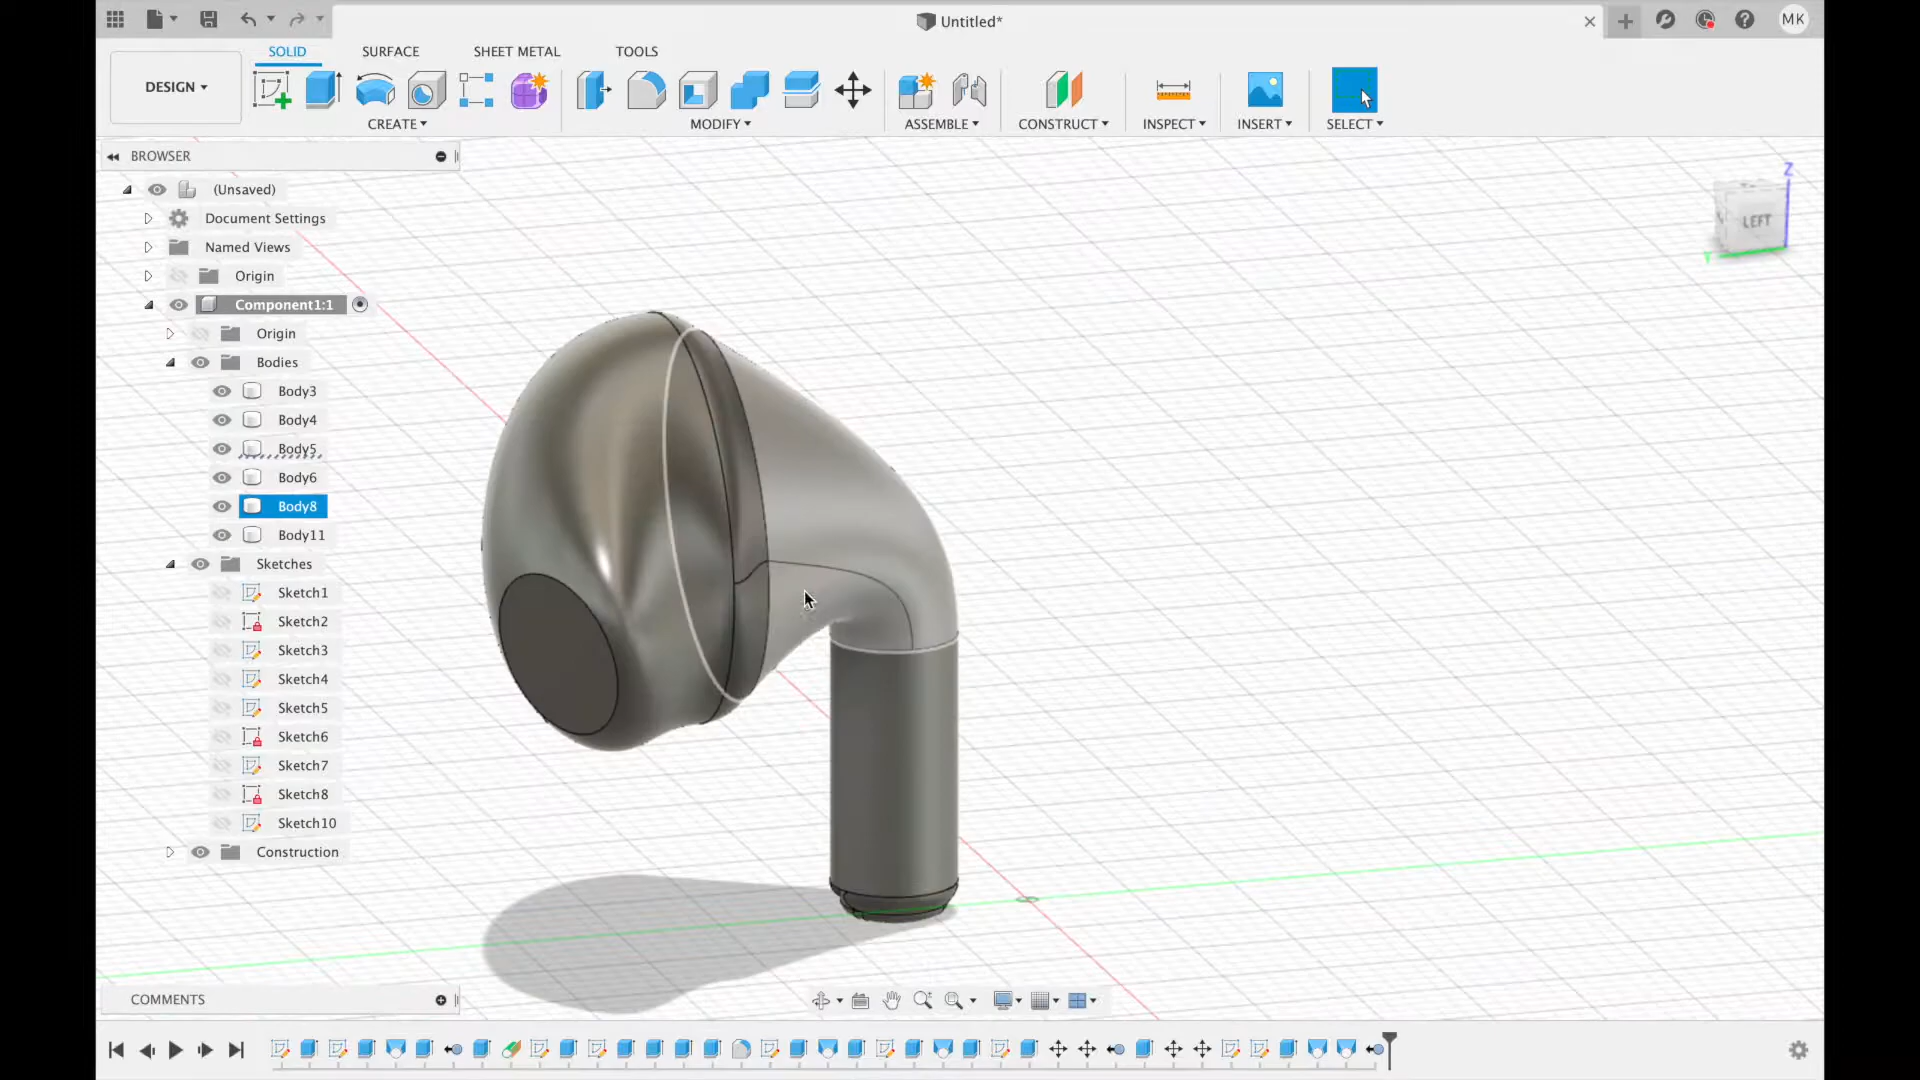 Untitled*
MK
DESIGN
SOLID
SURFACE
SHEET METAL
TOOLS
CREATE
MODIFY
ASSEMBLE
CONSTRUCT
INSPECT
INSERT
SELECT
BROWSER
(Unsaved)
Document Settings
Named Views
Origin
Component1:1
Origin
Bodies
Body3
Body4
Body5
Body6
Body8
Body11
Sketches
Sketch1
Sketch2
Sketch3
Sketch4
Sketch5
Sketch6
Sketch7
Sketch8
Sketch10
Construction
Z
LEFT
Y
COMMENTS